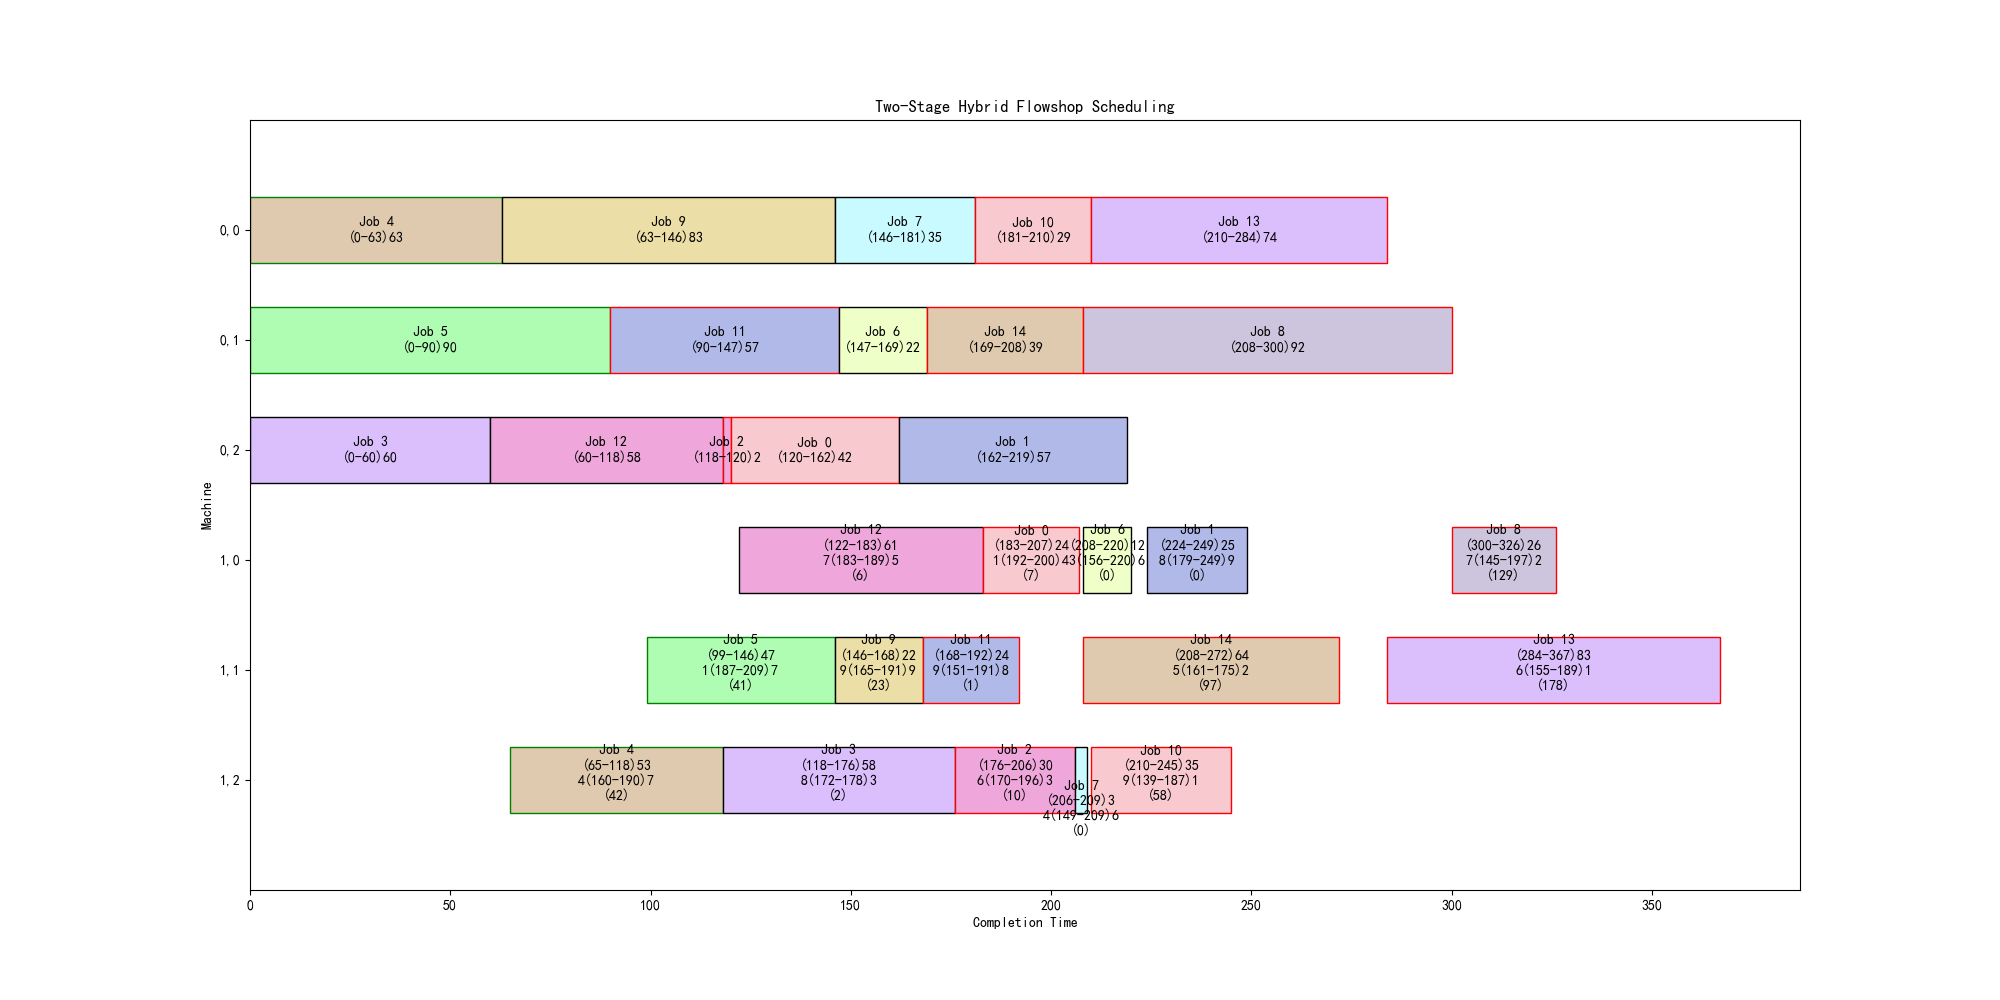 Two-Stage Hybrid Flowshop Scheduling
0,0
Job 4
(0-63)63
Job 9
(63-146)83
Job 7
(146-181)35
Job 10
(181-210)29
Job 13
(210-284)74
0,1
Job 5
(0-90)90
Job 11
(90-147)57
Job 6
(147-169)22
Job 14
(169-208)39
Job 8
(208-300)92
0,2
Job 3
(0-60)60
Job 12
(60-118)58
Job 2
(118-120)2
Job 0
(120-162)42
Job 1
(162-219)57
Machine
1,0
Job 12
(122-183)61
7(183-189)5
(6)
Job 0
(183-207)24
1(192-200)43
(7)
Job 6
(208-220)12
(156-220)6
(0)
Job 1
(224-249)25
8(179-249)9
(0)
Job 8
(300-326)26
7(145-197)2
(129)
1,1
Job 5
(99-146)47
1(187-209)7
(41)
Job 9
(146-168)22
9(165-191)9
(23)
Job 11
(168-192)24
9(151-191)8
(1)
Job 14
(208-272)64
5(161-175)2
(97)
Job 13
(284-367)83
6(155-189)1
(178)
1,2
Job 4
(65-118)53
4(160-190)7
(42)
Job 3
(118-176)58
8(172-178)3
(2)
Job 2
(176-206)30
6(170-196)3
(10)
Job 7
(206-209)3
4(149-209)6
(0)
Job 10
(210-245)35
9(139-187)1
(58)
0 50 100 150 200 250 300 350
Completion Time